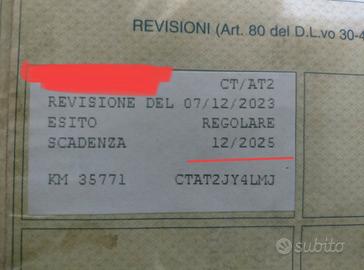 REVISIONI (Art. 80 del D.L.vo 30-4
CT/AT2
REVISIONE DEL 07/12/2023
ESITO REGOLARE
SCADENZA 12/2025
KM 35771 CTAT2JY4LMJ
subito